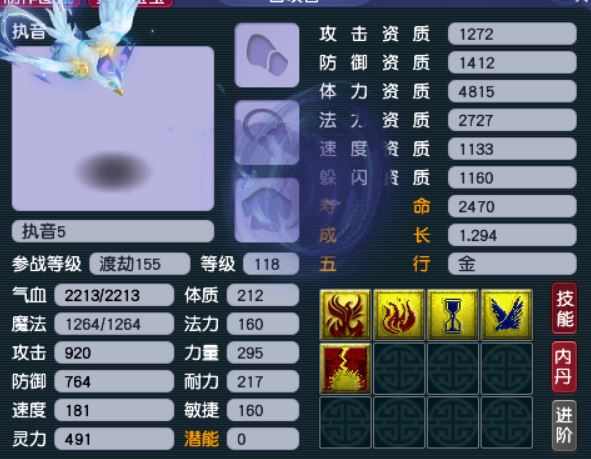 执音
执音5
参战等级 渡劫155 等级 118
气血 2213/2213 体质 212
魔法 1264/1264 法力 160
攻击 920 力量 295
防御 764 耐力 217
速度 181 敏捷 160
灵力 491 潜能 0
攻击资质 1272
防御资质 1412
体力资质 4815
法力资质 2727
速度资质 1133
躲闪资质 1160
寿命 2470
成长 1.294
五行 金
技能
内丹
进阶